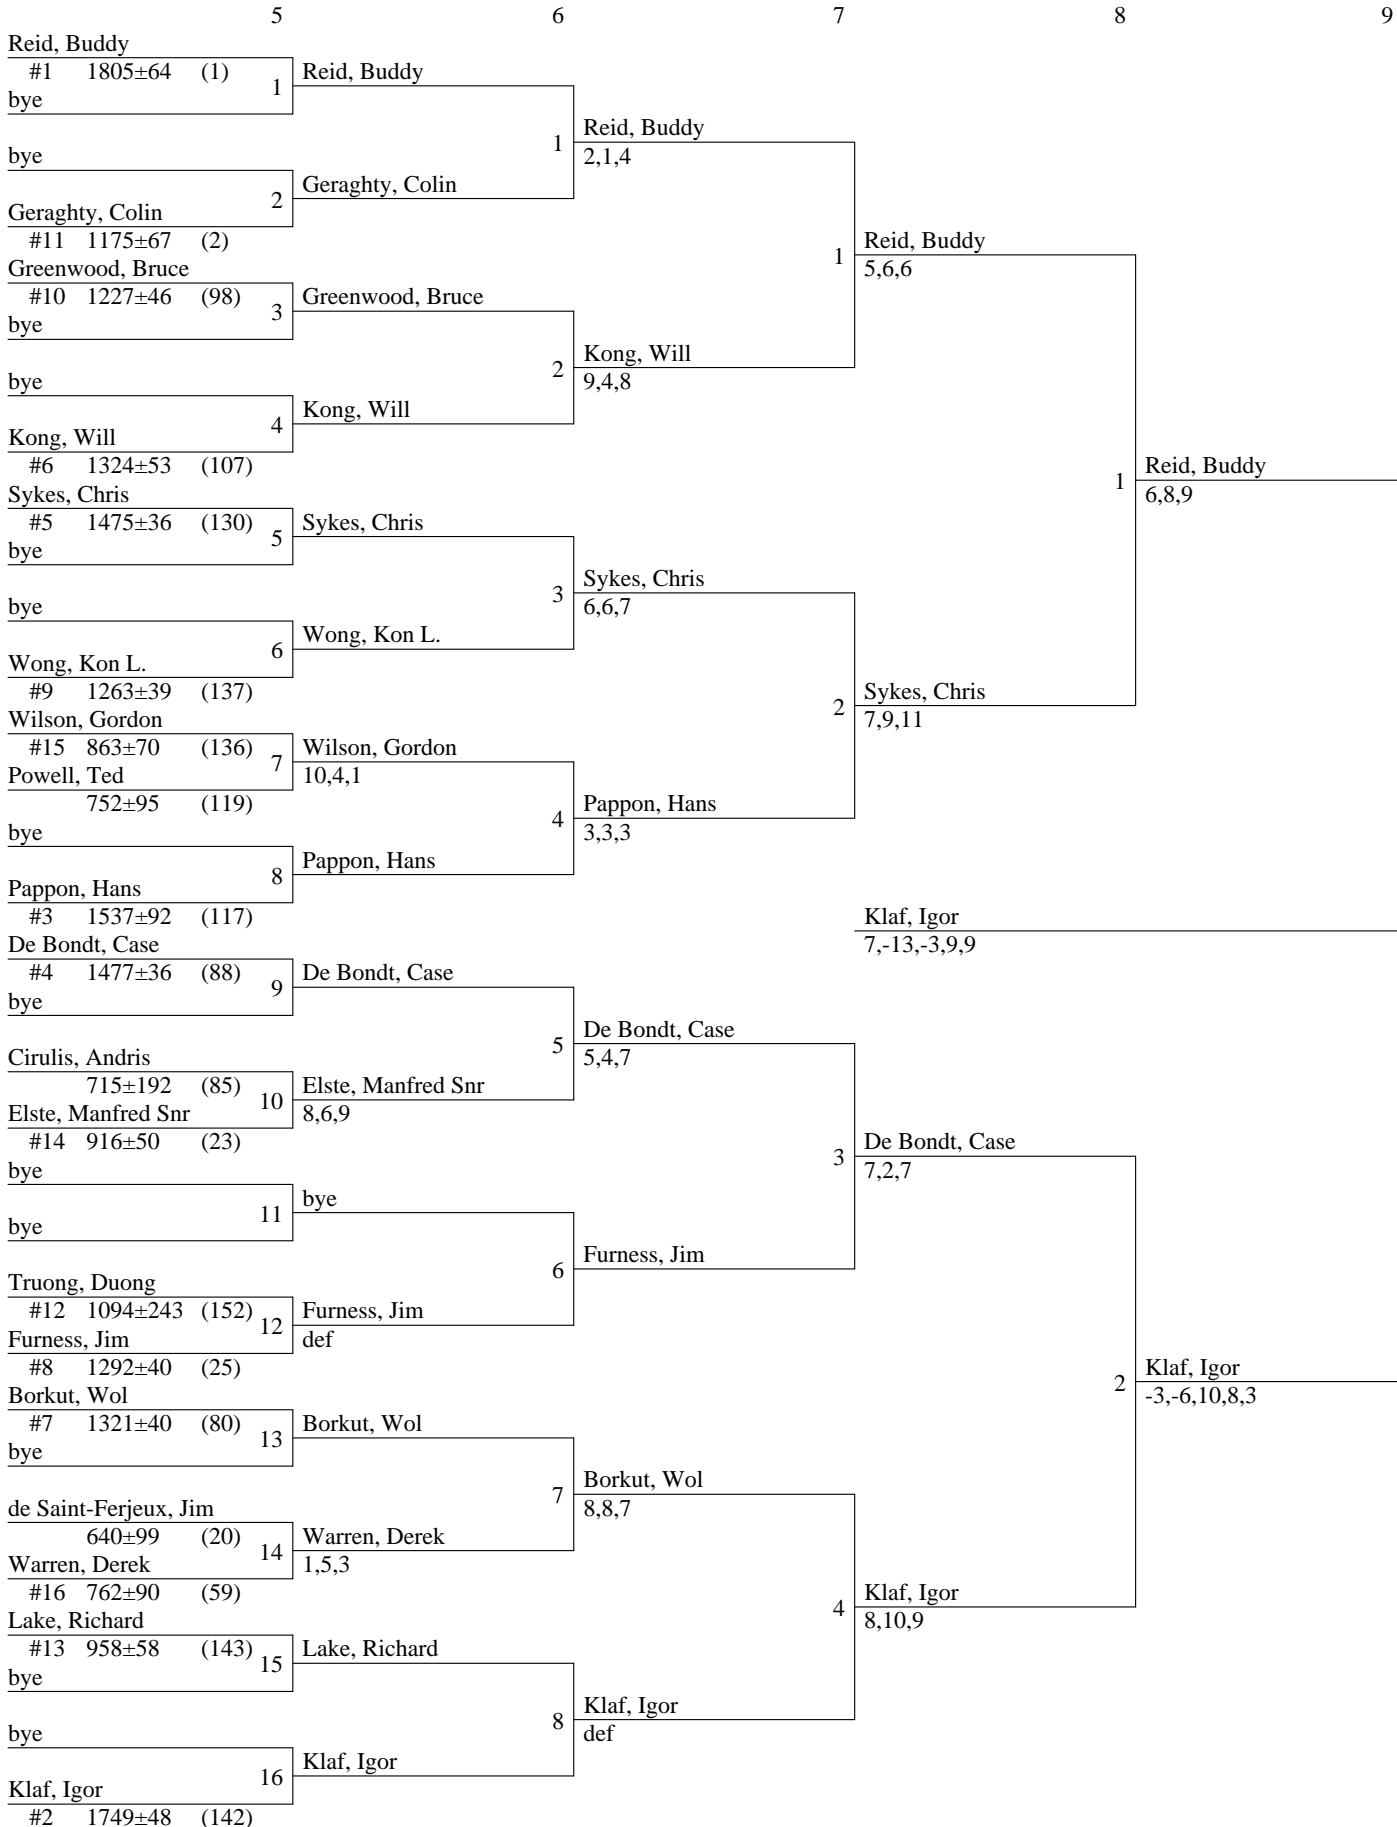 5 6 7 8 9
Reid, Buddy
#1 1805±64 (1)
bye
1
bye
Geraghty, Colin
#11 1175±67 (2)
2
Greenwood, Bruce
#10 1227±46 (98)
bye
3
bye
Kong, Will
#6 1324±53 (107)
4
Sykes, Chris
#5 1475±36 (130)
bye
5
bye
Wong, Kon L.
#9 1263±39 (137)
6
Wilson, Gordon
#15 863±70 (136)
Powell, Ted
752±95 (119)
7
bye
Pappon, Hans
#3 1537±92 (117)
8
De Bondt, Case
#4 1477±36 (88)
bye
9
Cirulis, Andris
715±192 (85)
Elste, Manfred Snr
#14 916±50 (23)
10
bye
bye
11
Truong, Duong
#12 1094±243 (152)
Furness, Jim
#8 1292±40 (25)
12
Borkut, Wol
#7 1321±40 (80)
bye
13
de Saint-Ferjeux, Jim
640±99 (20)
Warren, Derek
#16 762±90 (59)
14
Lake, Richard
#13 958±58 (143)
bye
15
bye
Klaf, Igor
#2 1749±48 (142)
16
Reid, Buddy
1
Geraghty, Colin
Greenwood, Bruce
2
Kong, Will
Sykes, Chris
3
Wong, Kon L.
Wilson, Gordon
10,4,1
4
Pappon, Hans
De Bondt, Case
5
Elste, Manfred Snr
8,6,9
bye
6
Furness, Jim
def
Borkut, Wol
7
Warren, Derek
1,5,3
Lake, Richard
8
Klaf, Igor
Reid, Buddy
2,1,4
1
Kong, Will
9,4,8
Sykes, Chris
6,6,7
2
Pappon, Hans
3,3,3
De Bondt, Case
5,4,7
3
Furness, Jim
Borkut, Wol
8,8,7
4
Klaf, Igor
def
Reid, Buddy
5,6,6
1
Sykes, Chris
7,9,11
Klaf, Igor
7,-13,-3,9,9
De Bondt, Case
7,2,7
2
Klaf, Igor
8,10,9
Reid, Buddy
6,8,9
Klaf, Igor
-3,-6,10,8,3